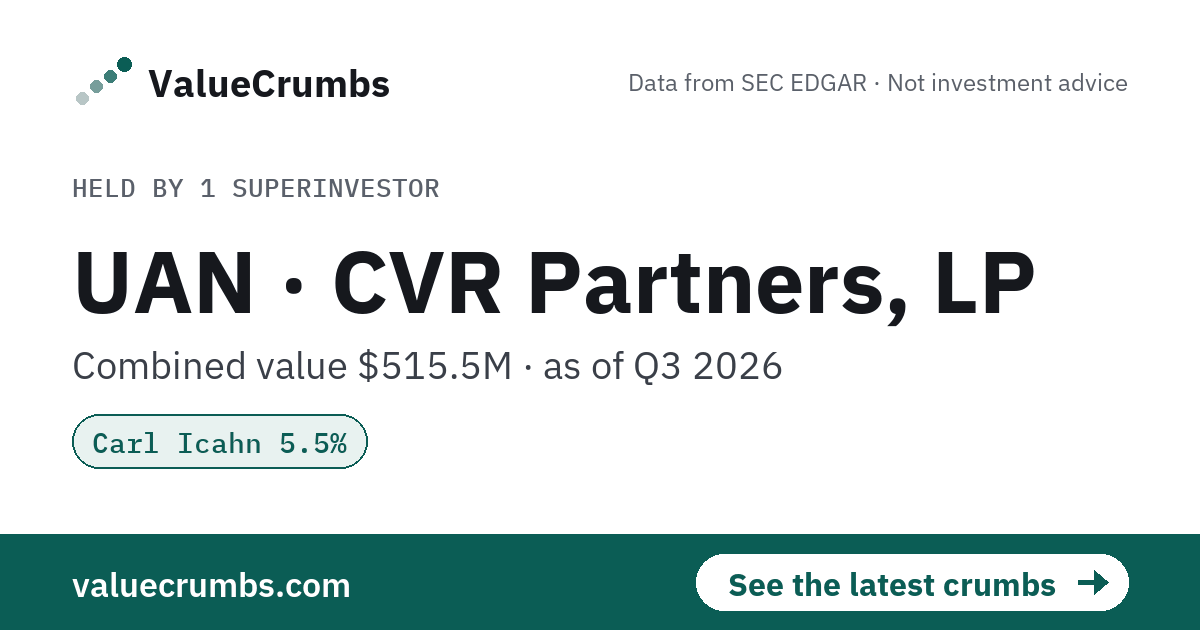 ValueCrumbs
Data from SEC EDGAR · Not investment advice
HELD BY 1 SUPERINVESTOR
UAN · CVR Partners, LP
Combined value $515.5M · as of Q3 2026
Carl Icahn 5.5%
valuecrumbs.com
See the latest crumbs →